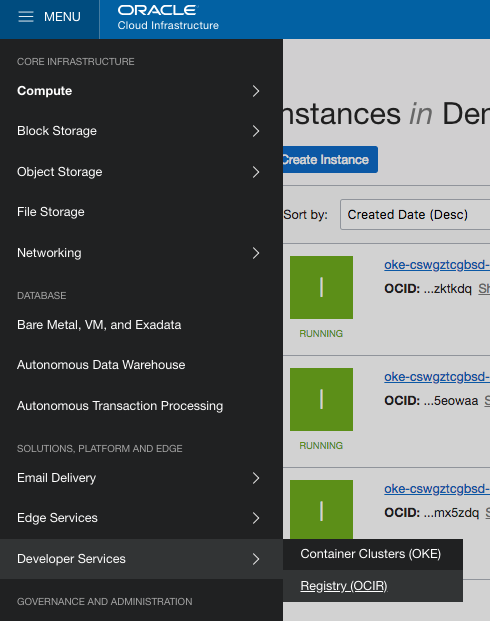 MENU
ORACLE
Cloud Infrastructure
CORE INFRASTRUCTURE
Compute
Block Storage
Object Storage
File Storage
Networking
DATABASE
Bare Metal, VM, and Exadata
Autonomous Data Warehouse
Autonomous Transaction Processing
SOLUTIONS, PLATFORM AND EDGE
Email Delivery
Edge Services
Developer Services
Container Clusters (OKE)
Registry (OCIR)
GOVERNANCE AND ADMINISTRATION
nstances in Den
Create Instance
Sort by: Created Date (Desc)
I
RUNNING
oke-cswgztcgbsd-
OCID: ...zktkdq Sh
I
RUNNING
oke-cswgztcgbsd-
OCID: ...5eowaa S
I
oke-cswgztcgbsd-
OCID: ...mx5zdq S